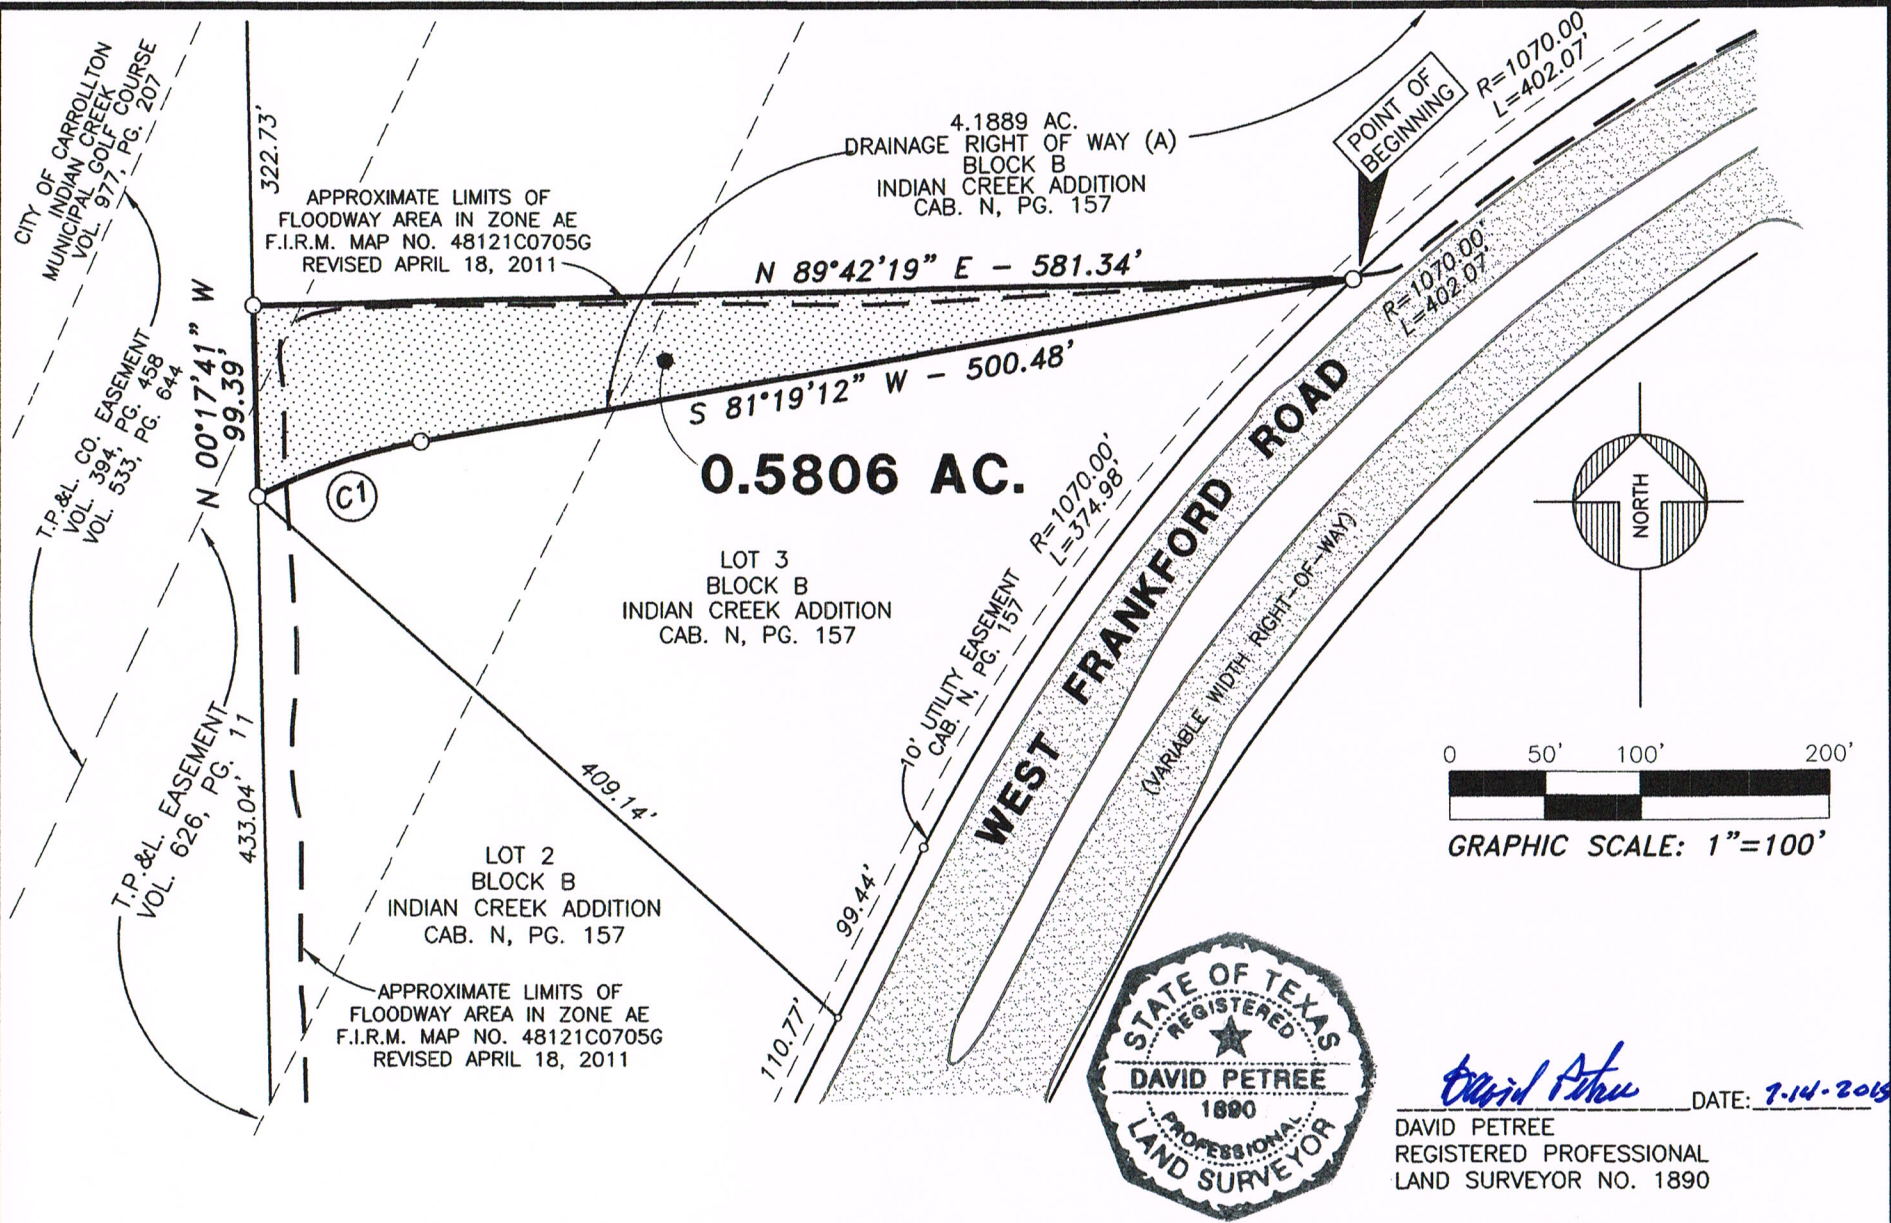 CITY OF CARROLLTON
INDIAN CREEK
MUNICIPAL GOLF COURSE
VOL. 977, PG. 207
322.73'
APPROXIMATE LIMITS OF
FLOODWAY AREA IN ZONE AE
F.I.R.M. MAP NO. 48121C0705G
REVISED APRIL 18, 2011
4.1889 AC.
DRAINAGE RIGHT OF WAY (A)
BLOCK B
INDIAN CREEK ADDITION
CAB. N, PG. 157
POINT OF
BEGINNING
R=1070.00'
L=402.07'
N 89°42'19" E - 581.34'
R=1070.00'
L=402.07'
T.P.&L. CO. EASEMENT
VOL. 394, PG. 458
VOL. 533, PG. 644
N 00°17'41" W
99.39'
S 81°19'12" W - 500.48'
C1
0.5806 AC.
LOT 3
BLOCK B
INDIAN CREEK ADDITION
CAB. N, PG. 157
R=1070.00'
L=374.98'
10' UTILITY EASEMENT
CAB. N, PG. 157
WEST FRANKFORD ROAD
(VARIABLE WIDTH RIGHT-OF-WAY)
NORTH
0 50' 100' 200'
GRAPHIC SCALE: 1"=100'
T.P.&L. EASEMENT
VOL. 626, PG. 11
433.04'
409.14'
99.44'
110.77'
LOT 2
BLOCK B
INDIAN CREEK ADDITION
CAB. N, PG. 157
APPROXIMATE LIMITS OF
FLOODWAY AREA IN ZONE AE
F.I.R.M. MAP NO. 48121C0705G
REVISED APRIL 18, 2011
STATE OF TEXAS
REGISTERED
DAVID PETREE
1890
PROFESSIONAL
LAND SURVEYOR
David Petree DATE: 7-14-2015
DAVID PETREE
REGISTERED PROFESSIONAL
LAND SURVEYOR NO. 1890